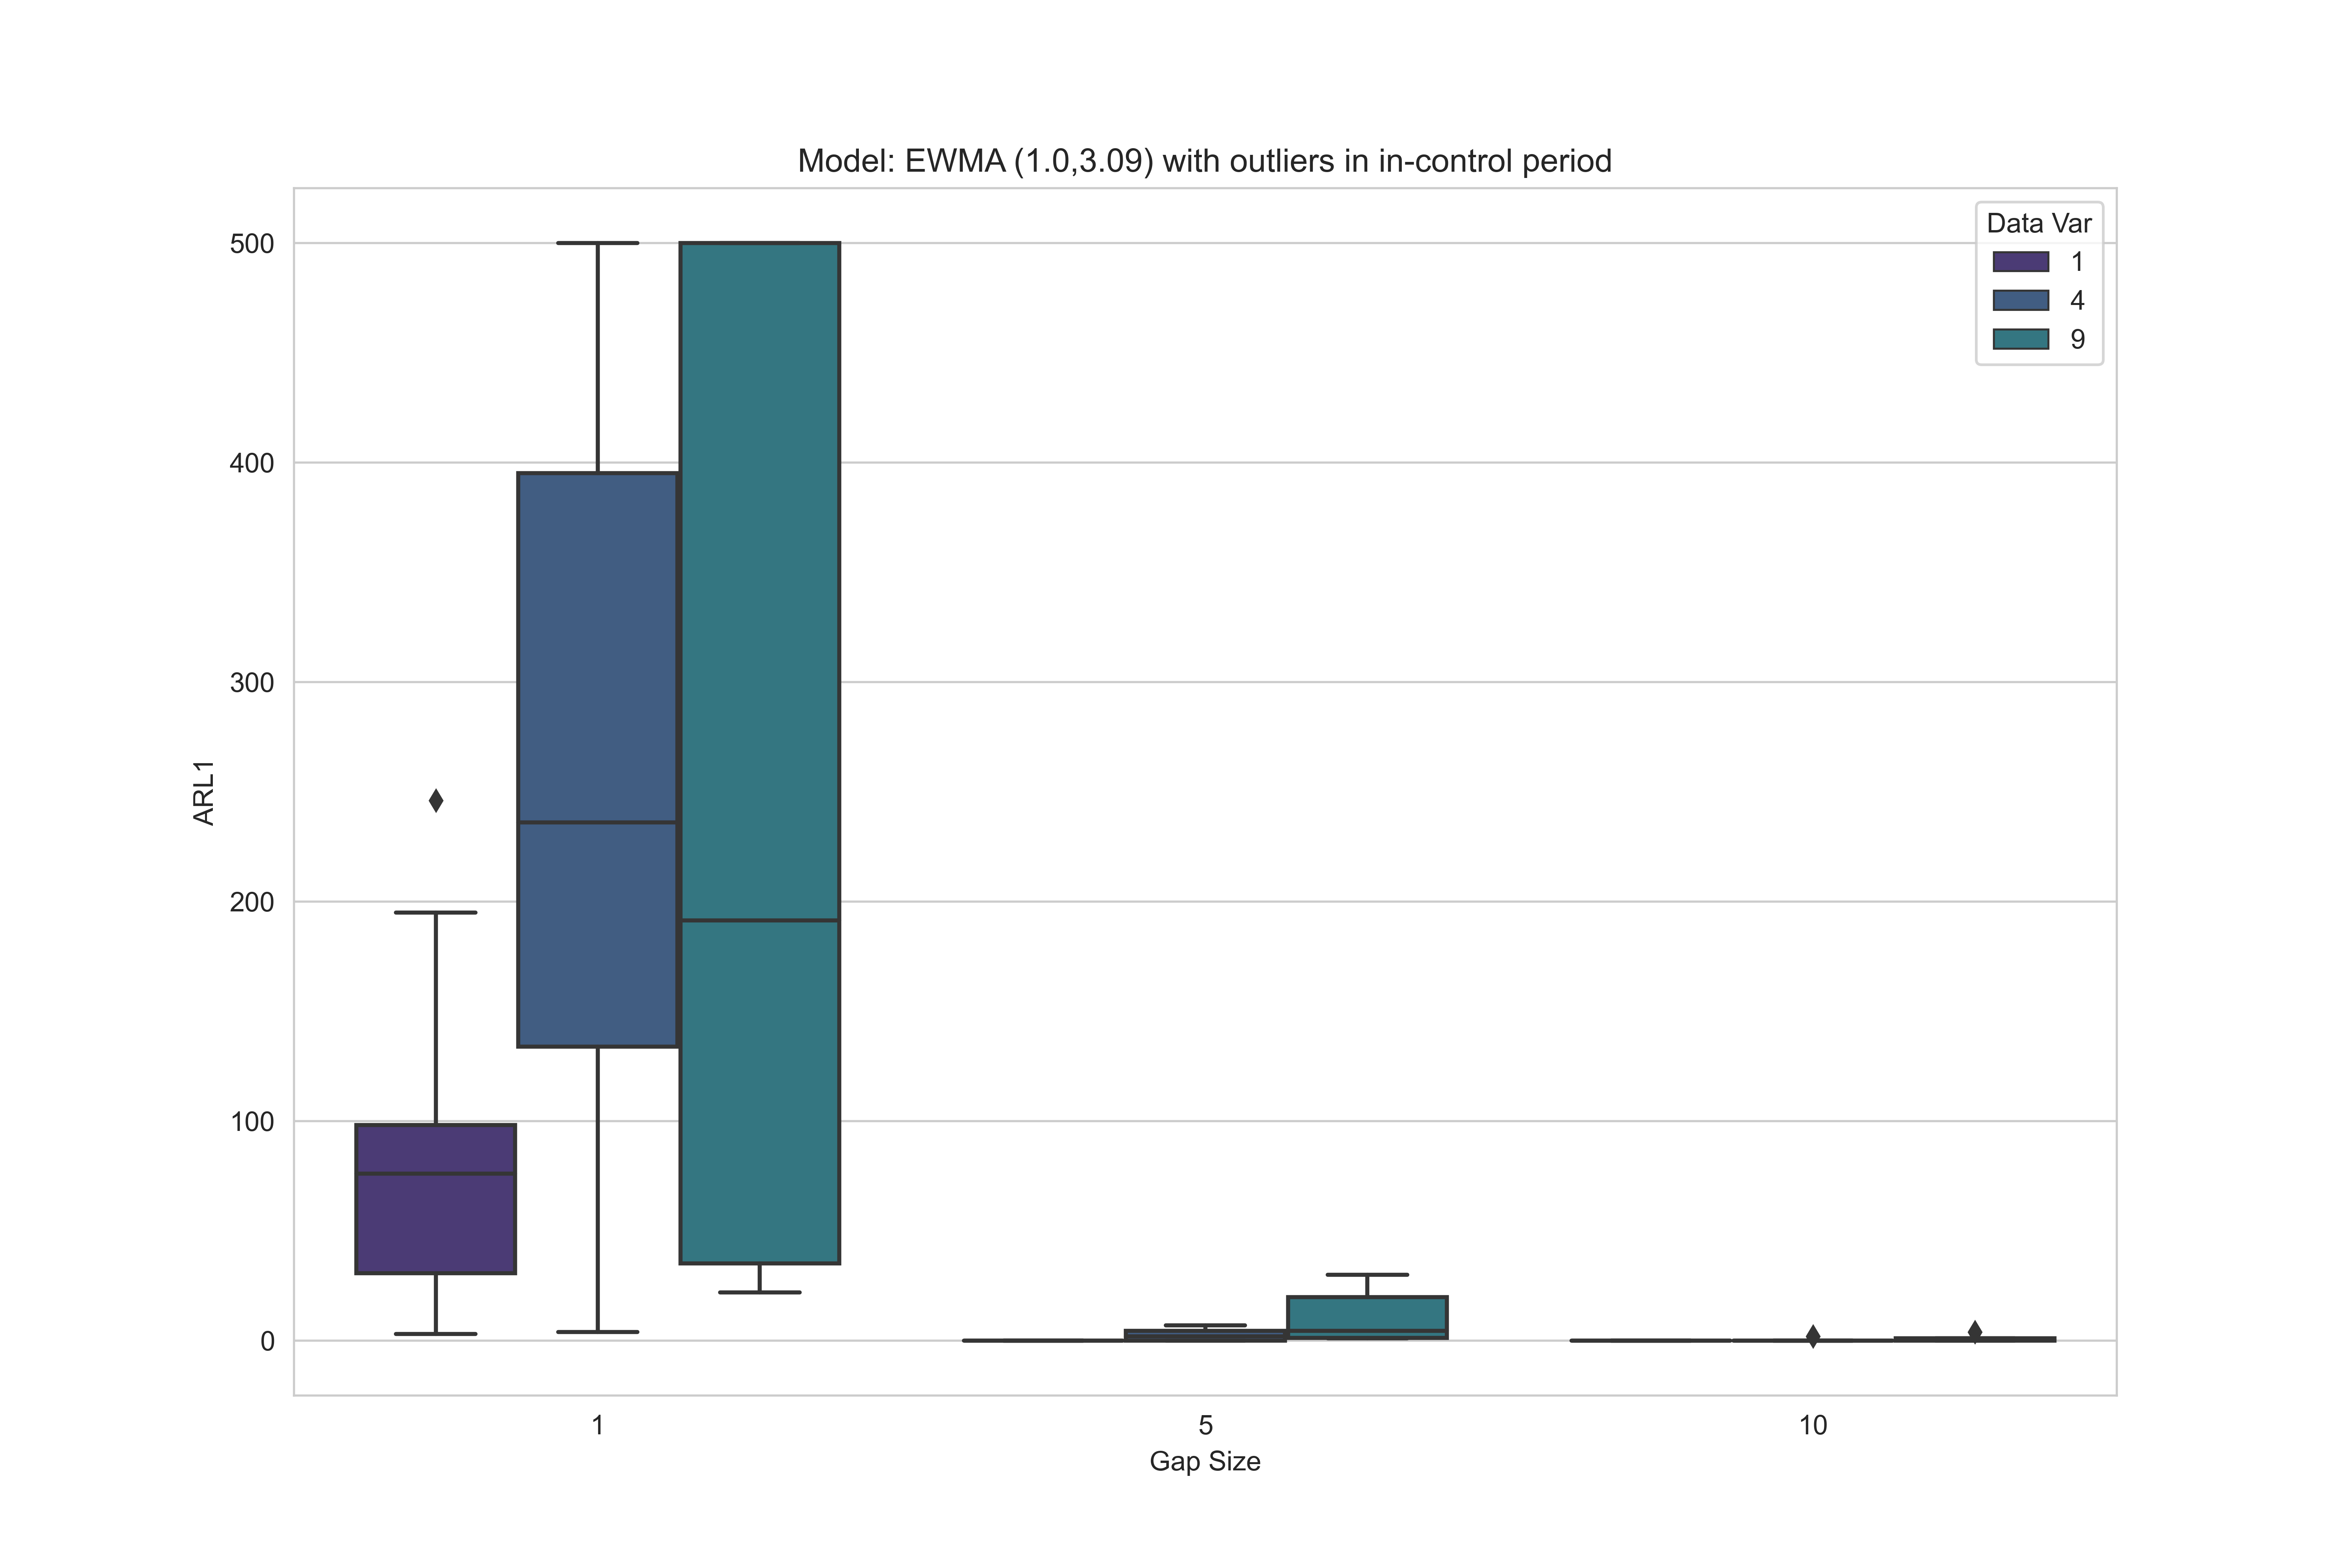 Model: EWMA (1.0,3.09) with outliers in in-control period
Data Var
1
4
9
500
400
300
200
100
0
ARL1
1 5 10
Gap Size